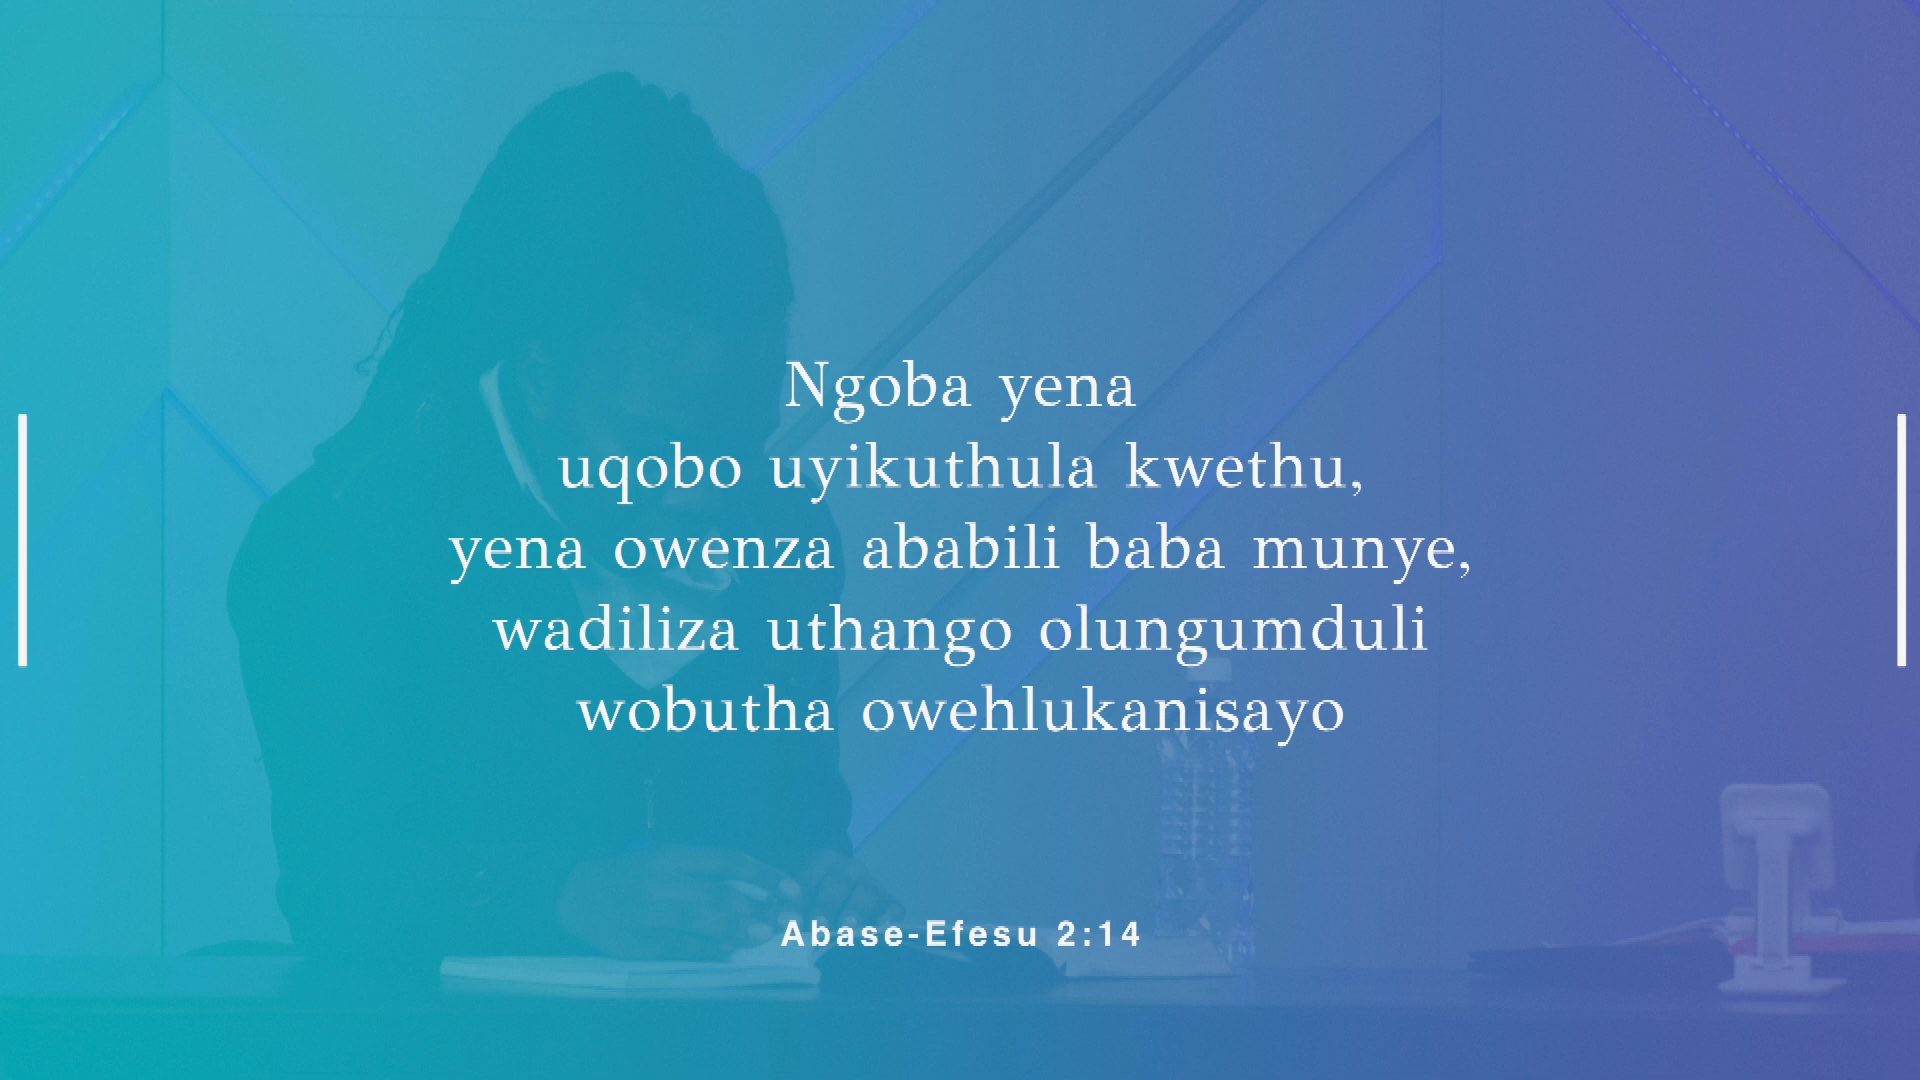 Ngoba yena
uqobo uyikuthula kwethu,
yena owenza ababili baba munye,
wadiliza uthango olungumduli
wobutha owehlukanisayo
Abase-Efesu 2:14